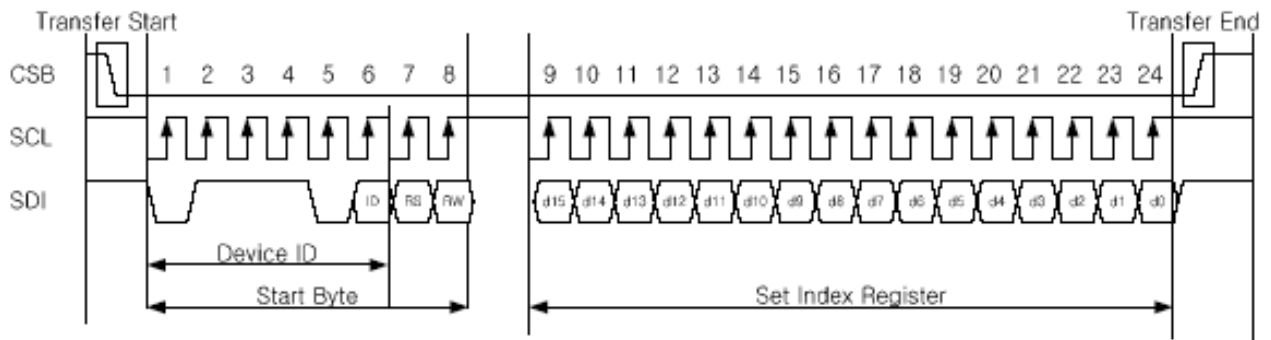 Transfer Start Transfer End
CSB 1 2 3 4 5 6 7 8 9 10 11 12 13 14 15 16 17 18 19 20 21 22 23 24
SCL
SDI ID RS RW d15 d14 d13 d12 d11 d10 d9 d8 d7 d6 d5 d4 d3 d2 d1 d0
Device ID
Start Byte Set Index Register